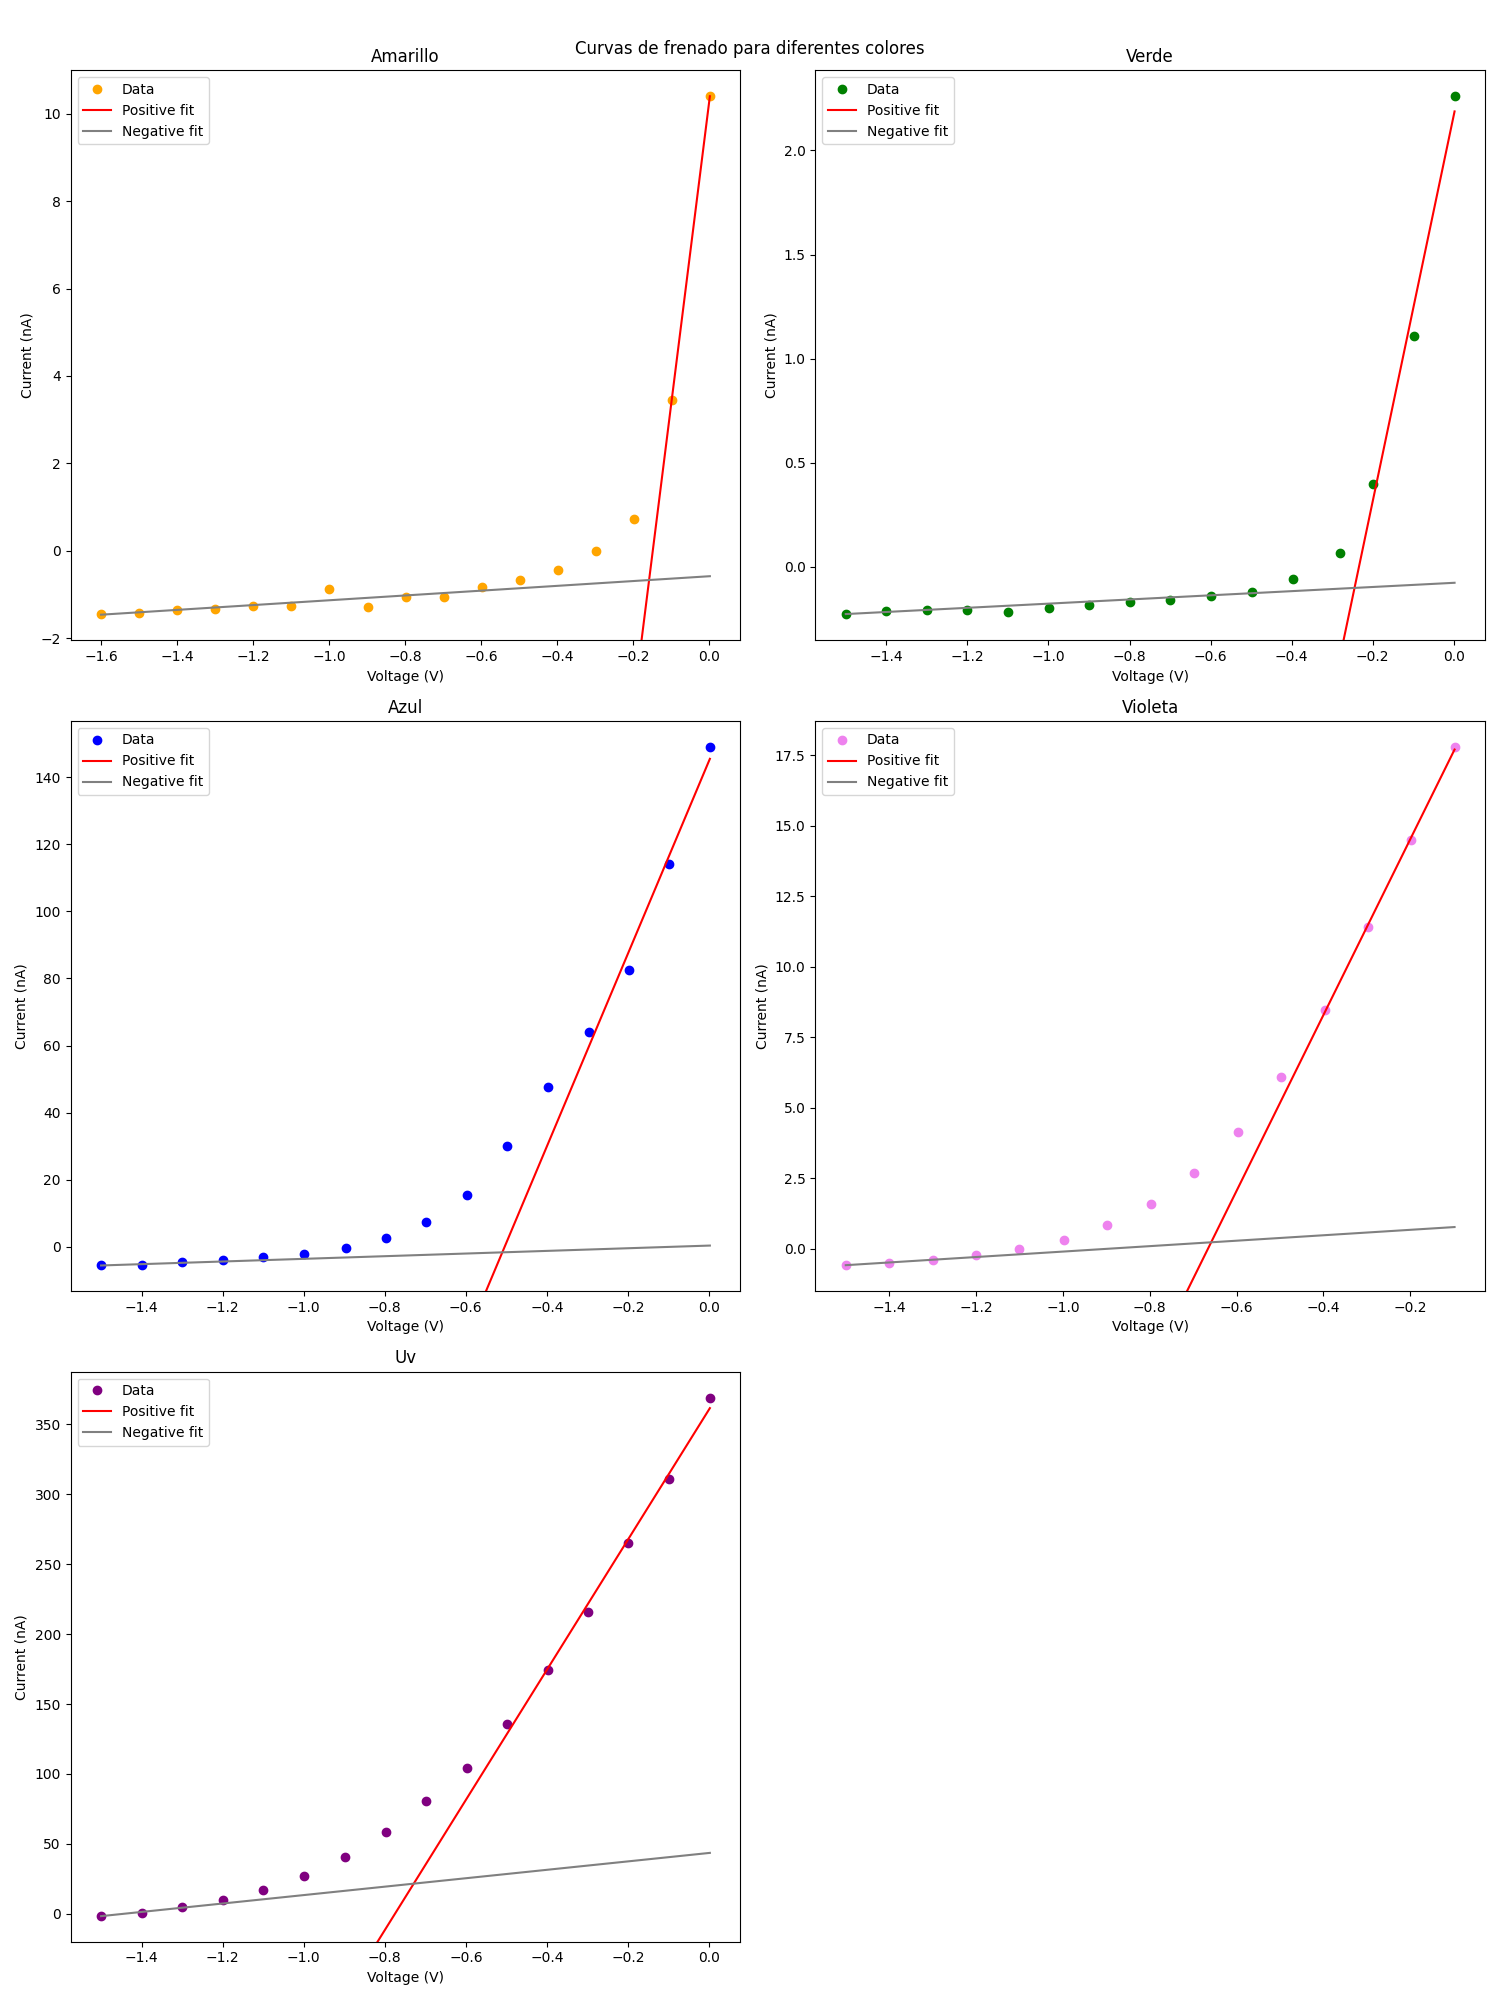 Curvas de frenado para diferentes colores
Amarillo
Data
Positive fit
Negative fit
10
8
6
4
2
0
−2
Current (nA)
−1.6 −1.4 −1.2 −1.0 −0.8 −0.6 −0.4 −0.2 0.0
Voltage (V)
Verde
Data
Positive fit
Negative fit
2.0
1.5
1.0
0.5
0.0
Current (nA)
−1.4 −1.2 −1.0 −0.8 −0.6 −0.4 −0.2 0.0
Voltage (V)
Azul
Data
Positive fit
Negative fit
140
120
100
80
60
40
20
0
Current (nA)
−1.4 −1.2 −1.0 −0.8 −0.6 −0.4 −0.2 0.0
Voltage (V)
Violeta
Data
Positive fit
Negative fit
17.5
15.0
12.5
10.0
7.5
5.0
2.5
0.0
Current (nA)
−1.4 −1.2 −1.0 −0.8 −0.6 −0.4 −0.2
Voltage (V)
Uv
Data
Positive fit
Negative fit
350
300
250
200
150
100
50
0
Current (nA)
−1.4 −1.2 −1.0 −0.8 −0.6 −0.4 −0.2 0.0
Voltage (V)